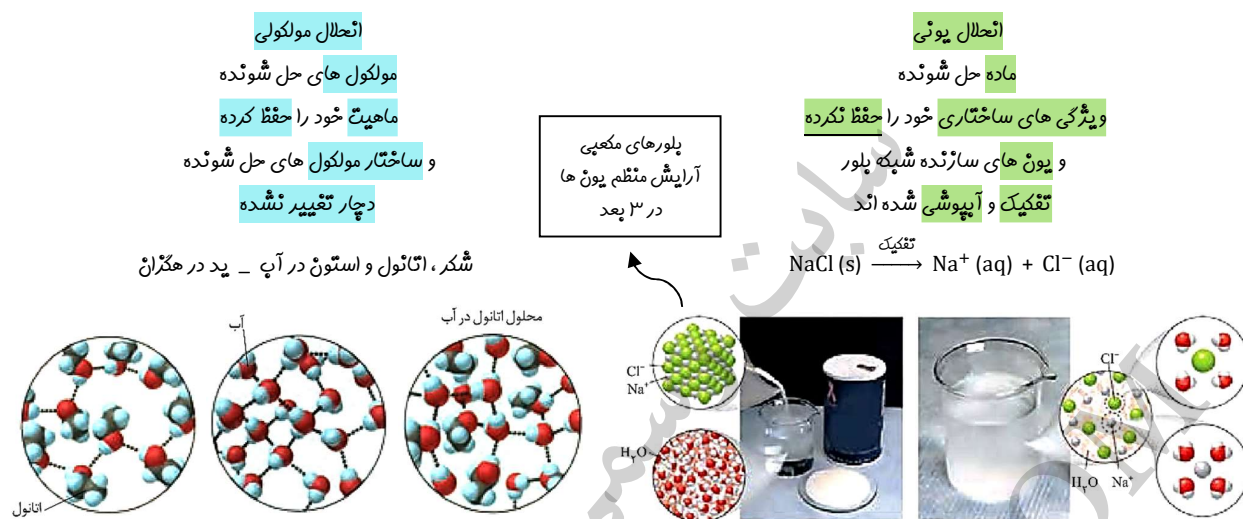 انحلال یونی
ماده حل شونده
ویژگی های ساختاری خود را حفظ نکرده
و یون های سازنده شبکه بلور
تفکیک و آبپوشی شده اند
تفکیک
NaCl (s) ⟶ Na⁺ (aq) + Cl⁻ (aq)
بلورهای مکعبی
آرایش منظم یون ها
در ۳ بعد
انحلال مولکولی
مولکول های حل شونده
ماهیت خود را حفظ کرده
و ساختار مولکول های حل شونده
دچار تغییر نشده
شکر ، اتانول و استون در آب _ ید در هگزان
Cl⁻
Na⁺
H₂O
Cl⁻
H₂O
Na⁺
محلول اتانول در آب
آب
اتانول
سایت